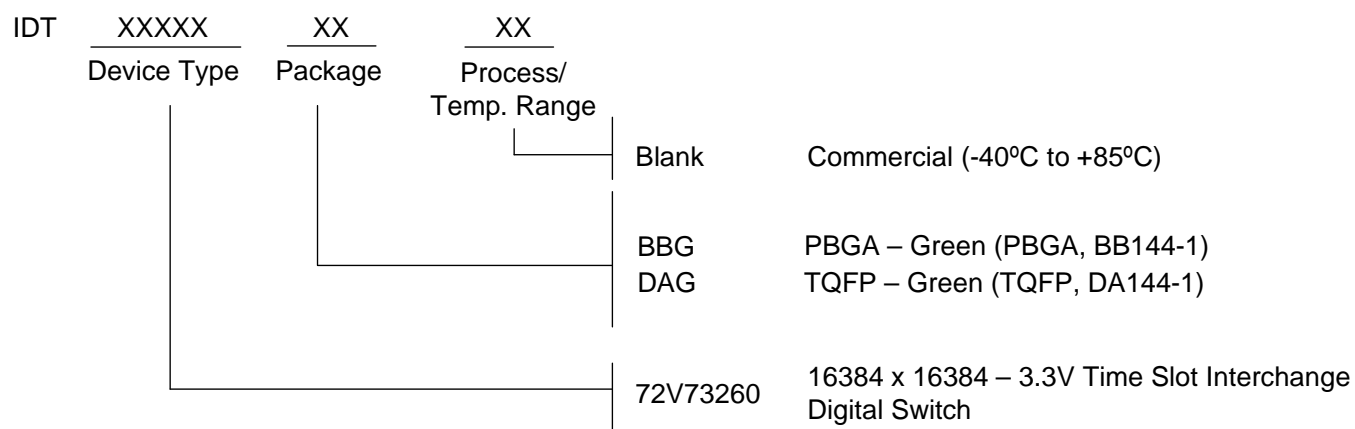 IDT XXXXX XX XX
Device Type Package Process/
Temp. Range
Blank Commercial (-40ºC to +85ºC)
BBG PBGA – Green (PBGA, BB144-1)
DAG TQFP – Green (TQFP, DA144-1)
72V73260 16384 x 16384 – 3.3V Time Slot Interchange
Digital Switch